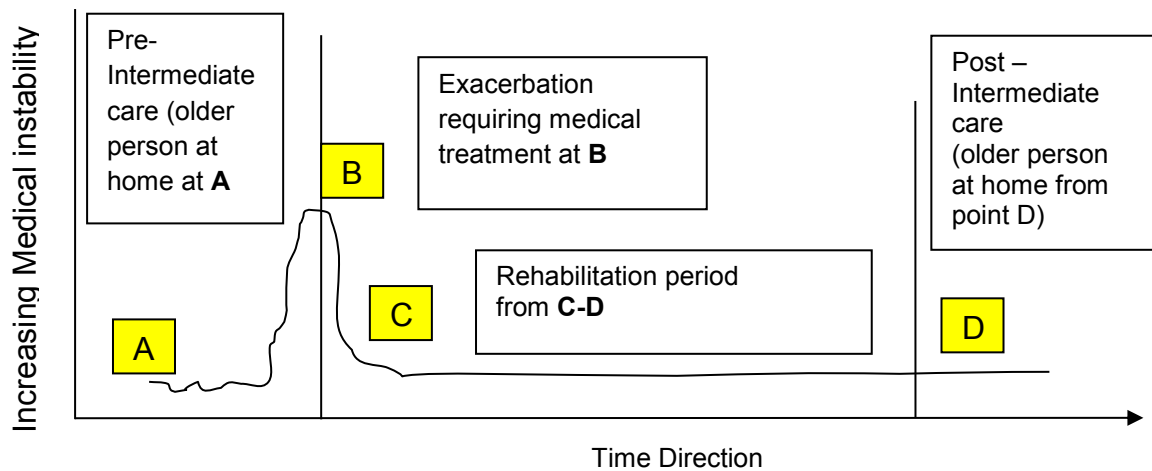 Increasing Medical instability
Pre-
Intermediate
care (older
person at
home at A
Exacerbation
requiring medical
treatment at B
Post –
Intermediate
care
(older person
at home from
point D)
B
Rehabilitation period
from C-D
C
D
A
Time Direction